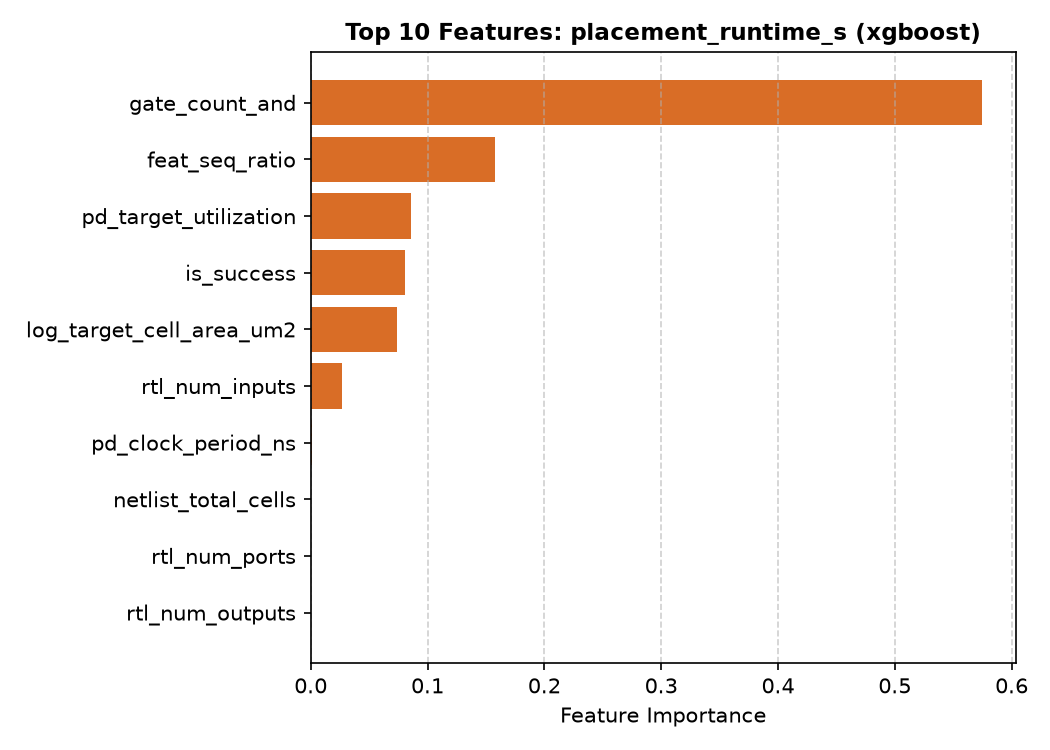 Top 10 Features: placement_runtime_s (xgboost)
gate_count_and
feat_seq_ratio
pd_target_utilization
is_success
log_target_cell_area_um2
rtl_num_inputs
pd_clock_period_ns
netlist_total_cells
rtl_num_ports
rtl_num_outputs
0.0 0.1 0.2 0.3 0.4 0.5 0.6
Feature Importance